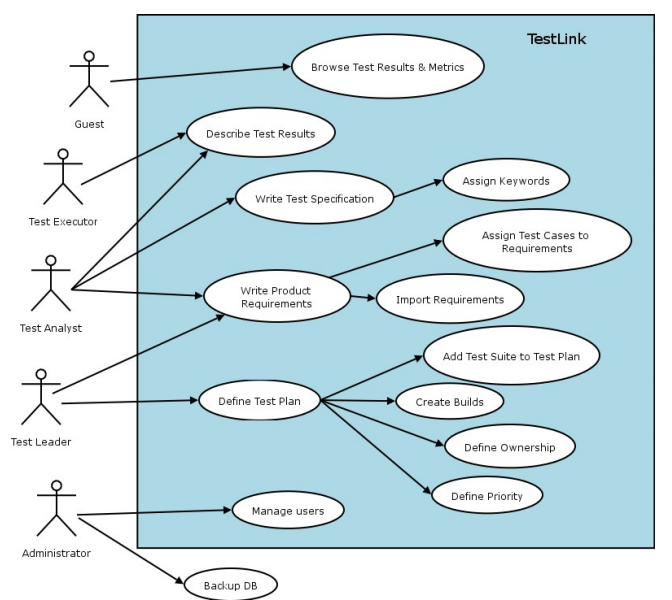 TestLink
Browse Test Results & Metrics
Guest
Describe Test Results
Test Executor
Write Test Specification
Assign Keywords
Assign Test Cases to
Requirements
Test Analyst
Write Product
Requirements
Import Requirements
Add Test Suite to Test Plan
Test Leader
Define Test Plan
Create Builds
Define Ownership
Define Priority
Manage users
Administrator
Backup DB